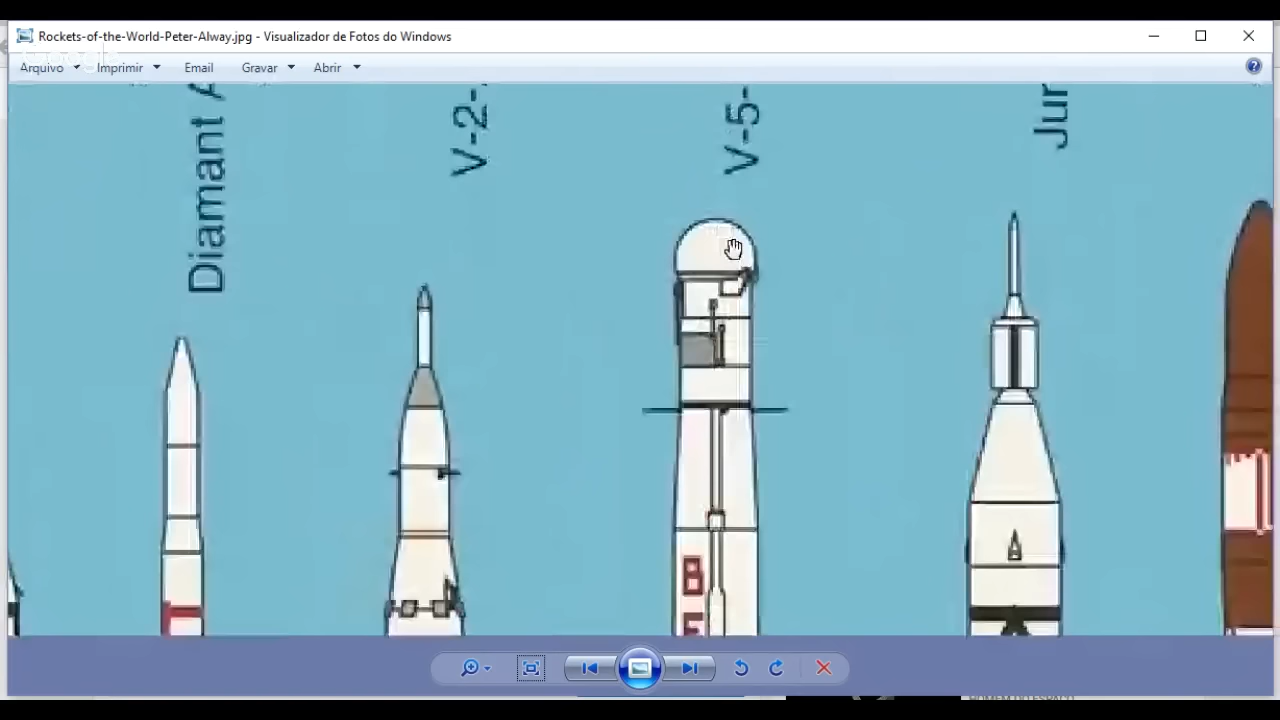 Rockets-of-the-World-Peter-Alway.jpg - Visualizador de Fotos do Windows
Arquivo Imprimir Email Gravar Abrir
Diamant A
V-2-
V-5-
Jur
B